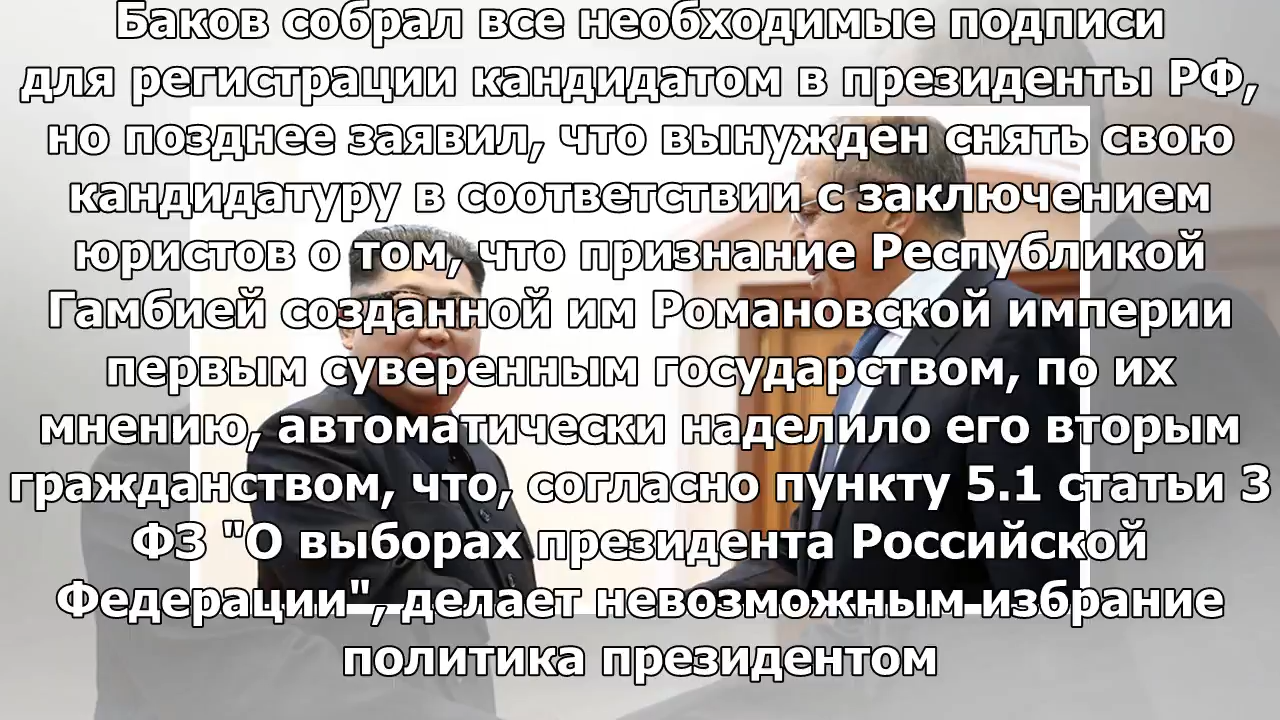 Баков собрал все необходимые подписи
для регистрации кандидатом в президенты РФ,
но позднее заявил, что вынужден снять свою
кандидатуру в соответствии с заключением
юристов о том, что признание Республикой
Гамбией созданной им Романовской империи
первым суверенным государством, по их
мнению, автоматически наделило его вторым
гражданством, что, согласно пункту 5.1 статьи 3
ФЗ "О выборах президента Российской
Федерации", делает невозможным избрание
политика президентом